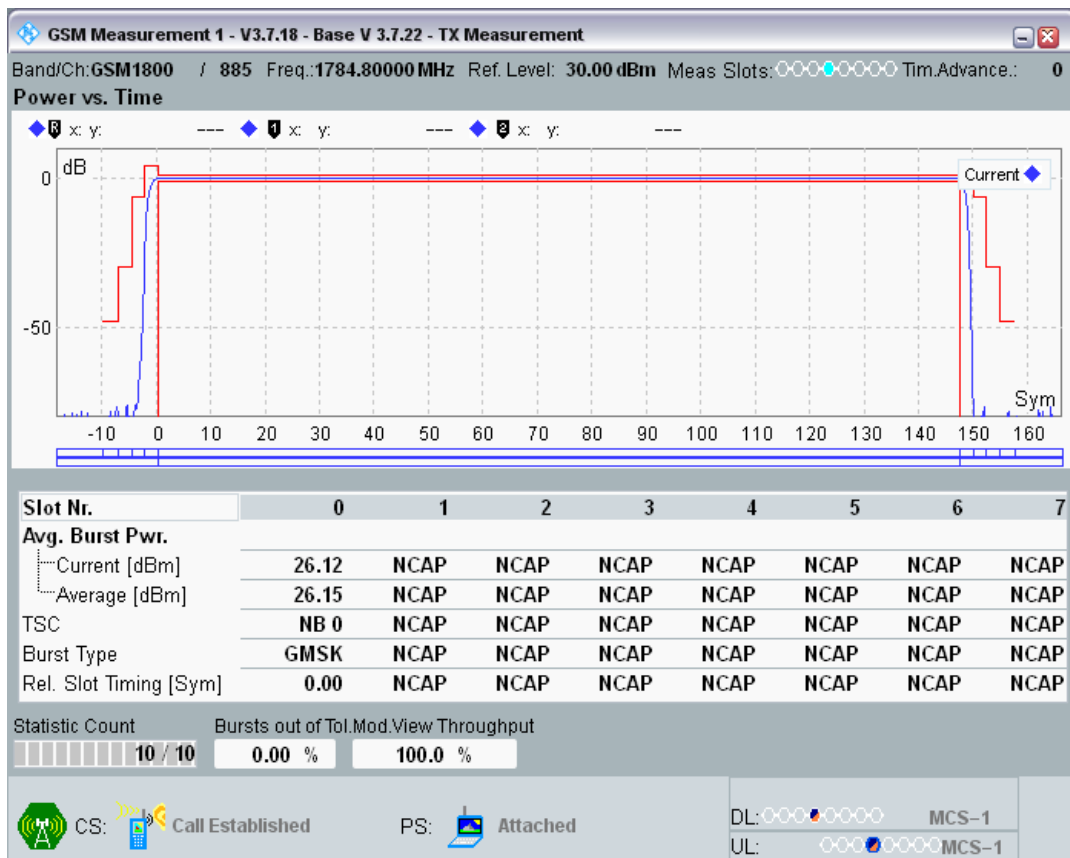 GSM Measurement 1 - V3.7.18 - Base V 3.7.22 - TX Measurement
Band/Ch:GSM1800 / 885 Freq.:1784.80000 MHz Ref. Level: 30.00 dBm Meas Slots: Tim.Advance.: 0
Power vs. Time
R x: y: --- 1 x: y: --- 2 x: y: ---
dB
Current
0
-50
Sym
-10 0 10 20 30 40 50 60 70 80 90 100 110 120 130 140 150 160
Slot Nr. 0 1 2 3 4 5 6 7
Avg. Burst Pwr.
Current [dBm] 26.12 NCAP NCAP NCAP NCAP NCAP NCAP NCAP
Average [dBm] 26.15 NCAP NCAP NCAP NCAP NCAP NCAP NCAP
TSC NB 0 NCAP NCAP NCAP NCAP NCAP NCAP NCAP
Burst Type GMSK NCAP NCAP NCAP NCAP NCAP NCAP NCAP
Rel. Slot Timing [Sym] 0.00 NCAP NCAP NCAP NCAP NCAP NCAP NCAP
Statistic Count Bursts out of Tol.Mod.View Throughput
10 / 10 0.00 % 100.0 %
CS: Call Established PS: Attached
DL: MCS-1
UL: MCS-1